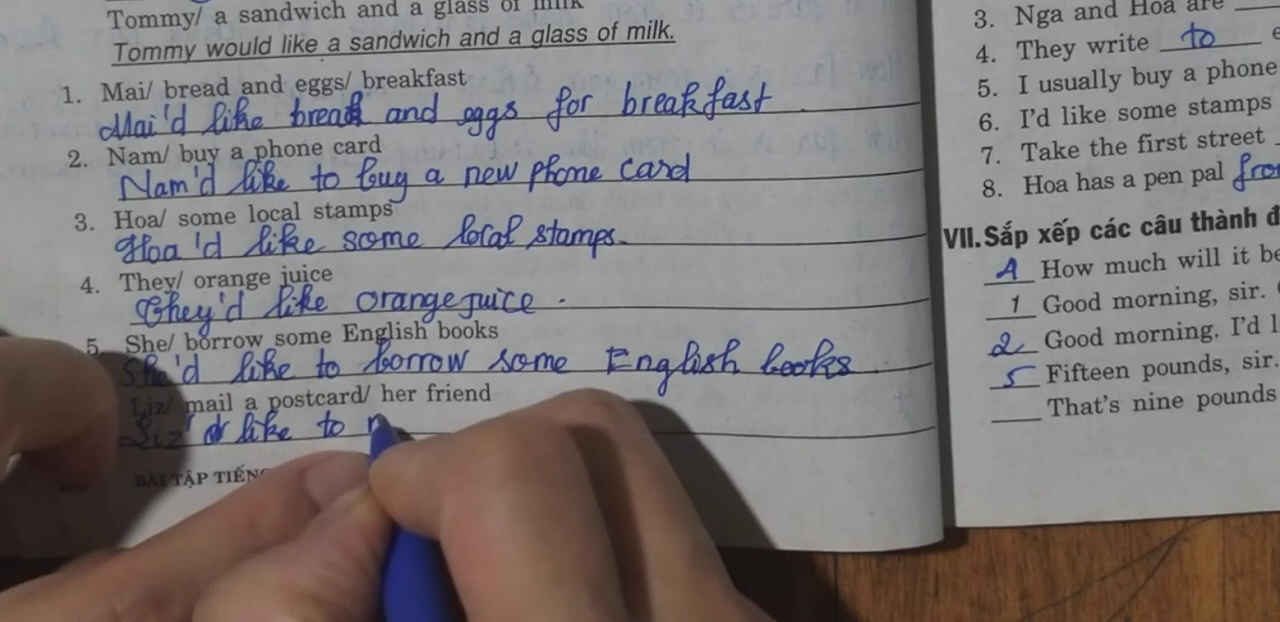 Tommy/ a sandwich and a glass of milk
Tommy would like a sandwich and a glass of milk.
1. Mai/ bread and eggs/ breakfast
Mai'd like bread and eggs for breakfast
2. Nam/ buy a phone card
Nam'd like to buy a new phone card
3. Hoa/ some local stamps
Hoa'd like some local stamps.
4. They/ orange juice
They'd like orange juice.
5. She/ borrow some English books
She'd like to borrow some English books
Liz/ mail a postcard/ her friend
Liz'd like to
BÀI TẬP
3. Nga and Hoa are
4. They write to
5. I usually buy a phone
6. I'd like some stamps
7. Take the first street
8. Hoa has a pen pal
VII. Sắp xếp các câu thành
4 How much will it be
1 Good morning, sir.
2 Good morning. I'd
5 Fifteen pounds, sir.
That's nine pounds